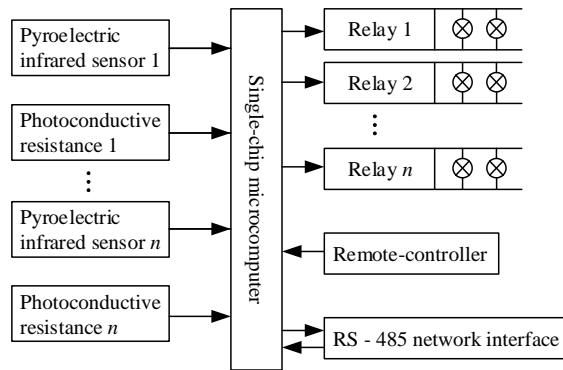 Pyroelectric
infrared sensor 1
Photoconductive
resistance 1
Pyroelectric
infrared sensor n
Photoconductive
resistance n
Single-chip microcomputer
Relay 1
Relay 2
Relay n
Remote-controller
RS - 485 network interface